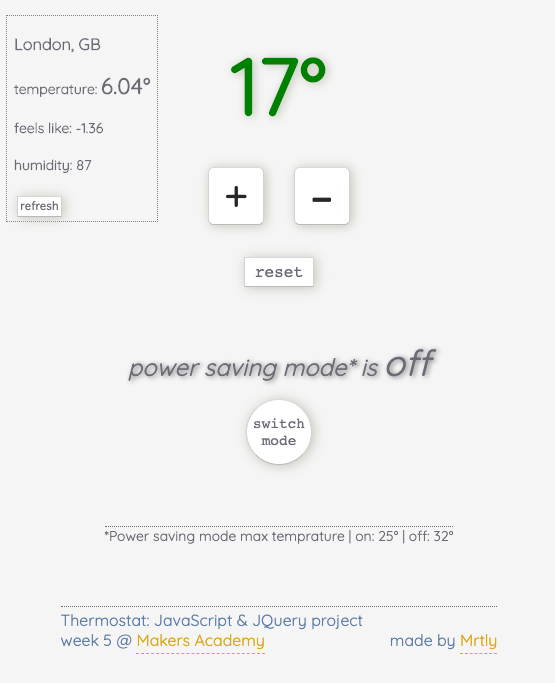 London, GB
temperature: 6.04°
feels like: -1.36
humidity: 87
refresh
17°
+
-
reset
power saving mode* is off
switch
mode
*Power saving mode max temprature | on: 25° | off: 32°
Thermostat: JavaScript & JQuery project
week 5 @ Makers Academy
made by Mrtly